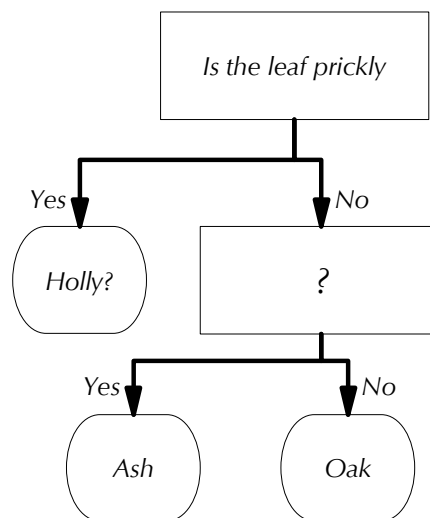 Is the leaf prickly
Yes
No
Holly?
?
Yes
No
Ash
Oak